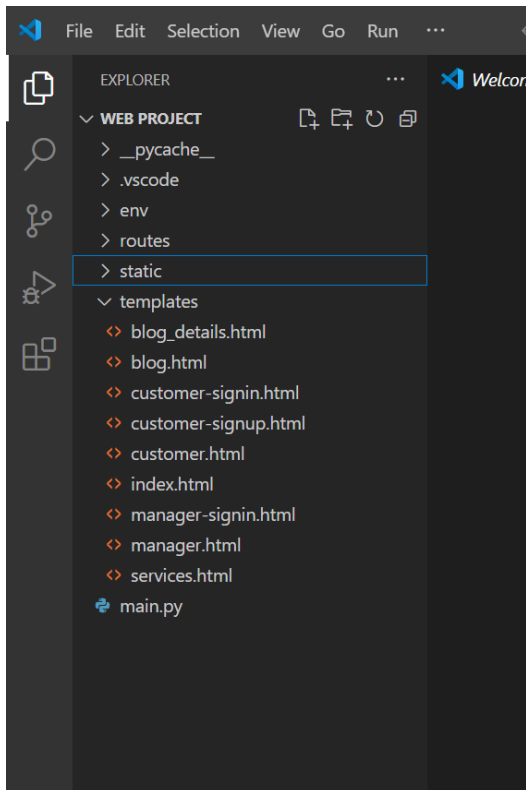 File Edit Selection View Go Run ...
EXPLORER ...
Welcon
WEB PROJECT
__pycache__
.vscode
env
routes
static
templates
blog_details.html
blog.html
customer-signin.html
customer-signup.html
customer.html
index.html
manager-signin.html
manager.html
services.html
main.py